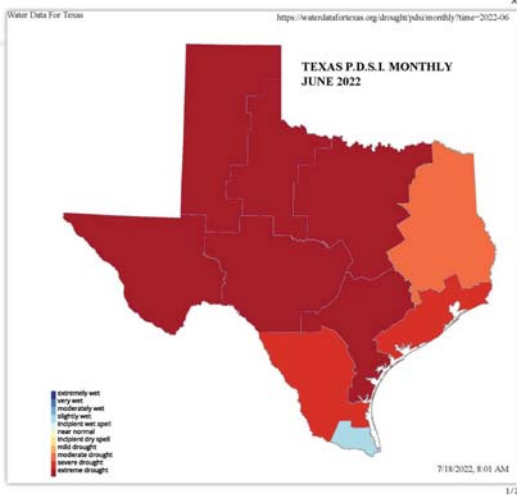 Water Data For Texas
https://waterdatafortexas.org/drought/pdsi/monthly?time=2022-06
TEXAS P.D.S.I. MONTHLY
JUNE 2022
extremely wet
very wet
moderately wet
slightly wet
incipient wet spell
near normal
incipient dry spell
mild drought
moderate drought
severe drought
extreme drought
7/18/2022, 8:01 AM